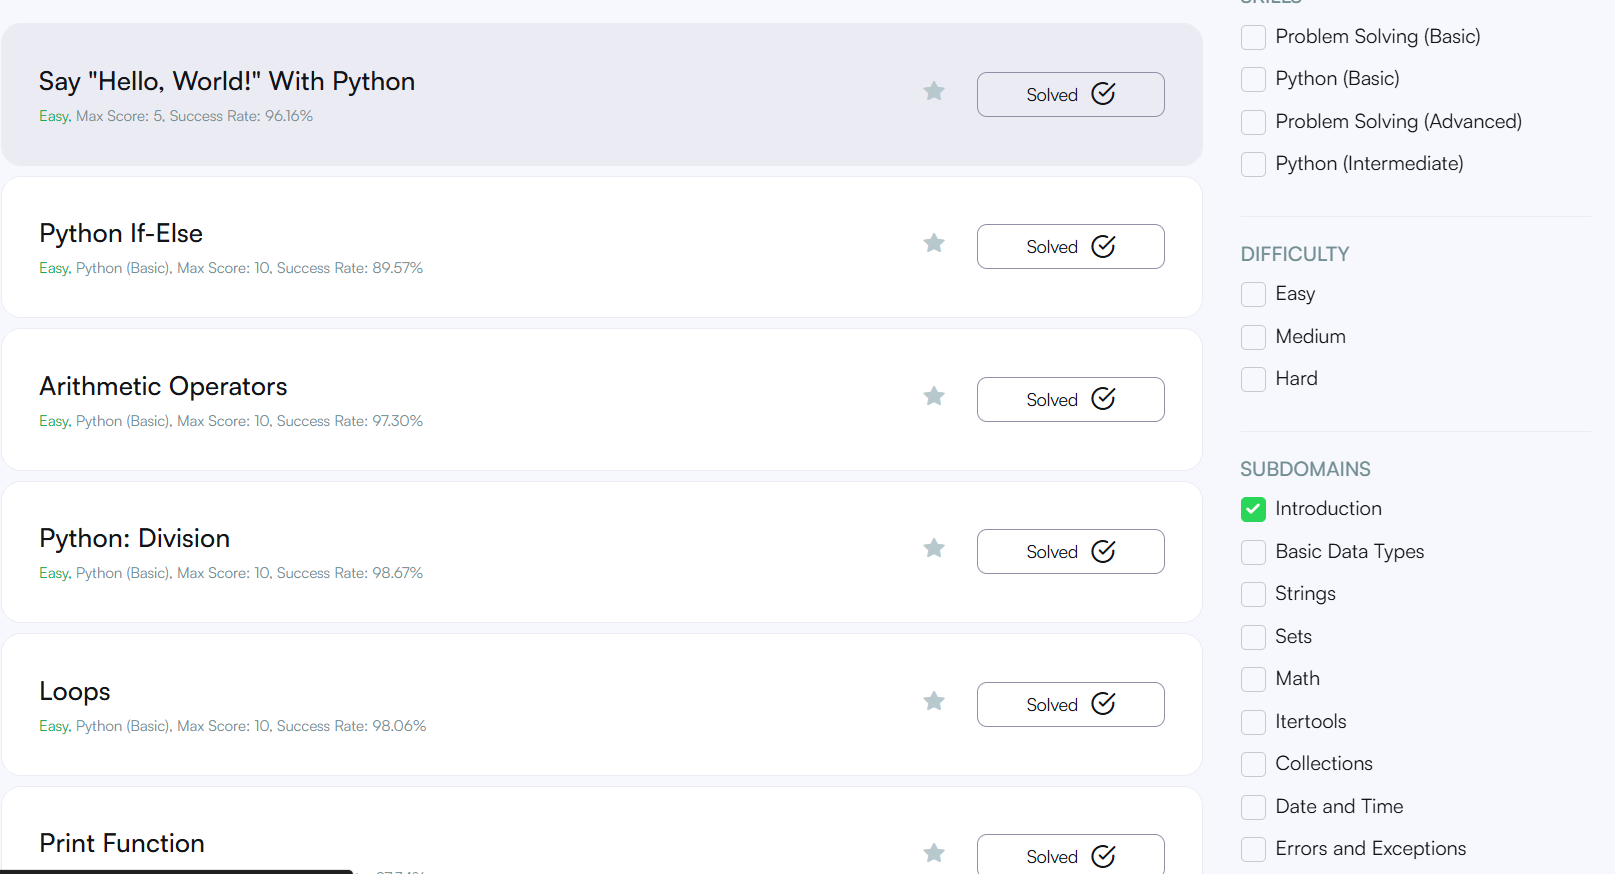 Say "Hello, World!" With Python
Easy, Max Score: 5, Success Rate: 96.16%
Solved
Python If-Else
Easy, Python (Basic), Max Score: 10, Success Rate: 89.57%
Solved
Arithmetic Operators
Easy, Python (Basic), Max Score: 10, Success Rate: 97.30%
Solved
Python: Division
Easy, Python (Basic), Max Score: 10, Success Rate: 98.67%
Solved
Loops
Easy, Python (Basic), Max Score: 10, Success Rate: 98.06%
Solved
Print Function
Solved
SKILLS
Problem Solving (Basic)
Python (Basic)
Problem Solving (Advanced)
Python (Intermediate)
DIFFICULTY
Easy
Medium
Hard
SUBDOMAINS
Introduction
Basic Data Types
Strings
Sets
Math
Itertools
Collections
Date and Time
Errors and Exceptions